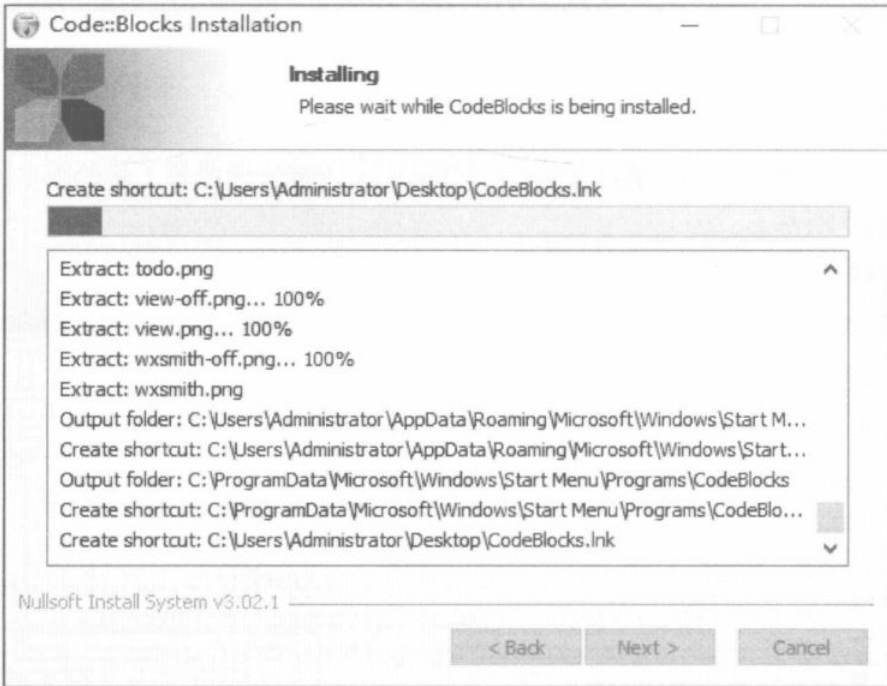 Code::Blocks Installation
Installing
Please wait while CodeBlocks is being installed.
Create shortcut: C:\Users\Administrator\Desktop\CodeBlocks.lnk
Extract: todo.png
Extract: view-off.png... 100%
Extract: view.png... 100%
Extract: wxsmith-off.png... 100%
Extract: wxsmith.png
Output folder: C:\Users\Administrator\AppData\Roaming\Microsoft\Windows\Start M...
Create shortcut: C:\Users\Administrator\AppData\Roaming\Microsoft\Windows\Start...
Output folder: C:\ProgramData\Microsoft\Windows\Start Menu\Programs\CodeBlocks
Create shortcut: C:\ProgramData\Microsoft\Windows\Start Menu\Programs\CodeBlo...
Create shortcut: C:\Users\Administrator\Desktop\CodeBlocks.lnk
Nullsoft Install System v3.02.1
< Back Next > Cancel